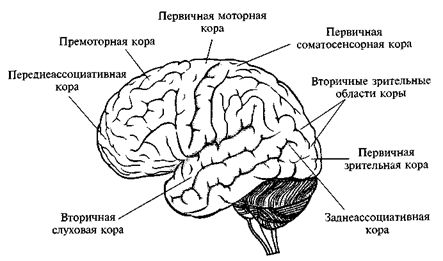 Первичная моторная
кора
Премоторная кора
Первичная
соматосенсорная кора
Переднеассоциативная
кора
Вторичные зрительные
области коры
Первичная
зрительная кора
Вторичная
слуховая кора
Заднеассоциативная
кора